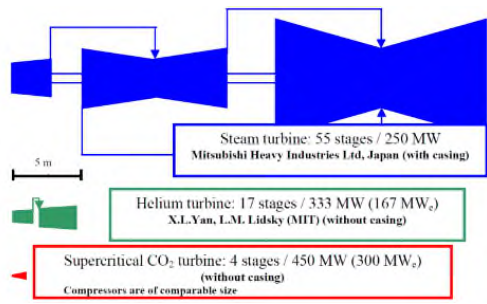 Steam turbine: 55 stages / 250 MW
Mitsubishi Heavy Industries Ltd, Japan (with casing)
5 m
Helium turbine: 17 stages / 333 MW (167 MWₑ)
X.L.Yan, L.M. Lidsky (MIT) (without casing)
Supercritical CO₂ turbine: 4 stages / 450 MW (300 MWₑ)
(without casing)
Compressors are of comparable size